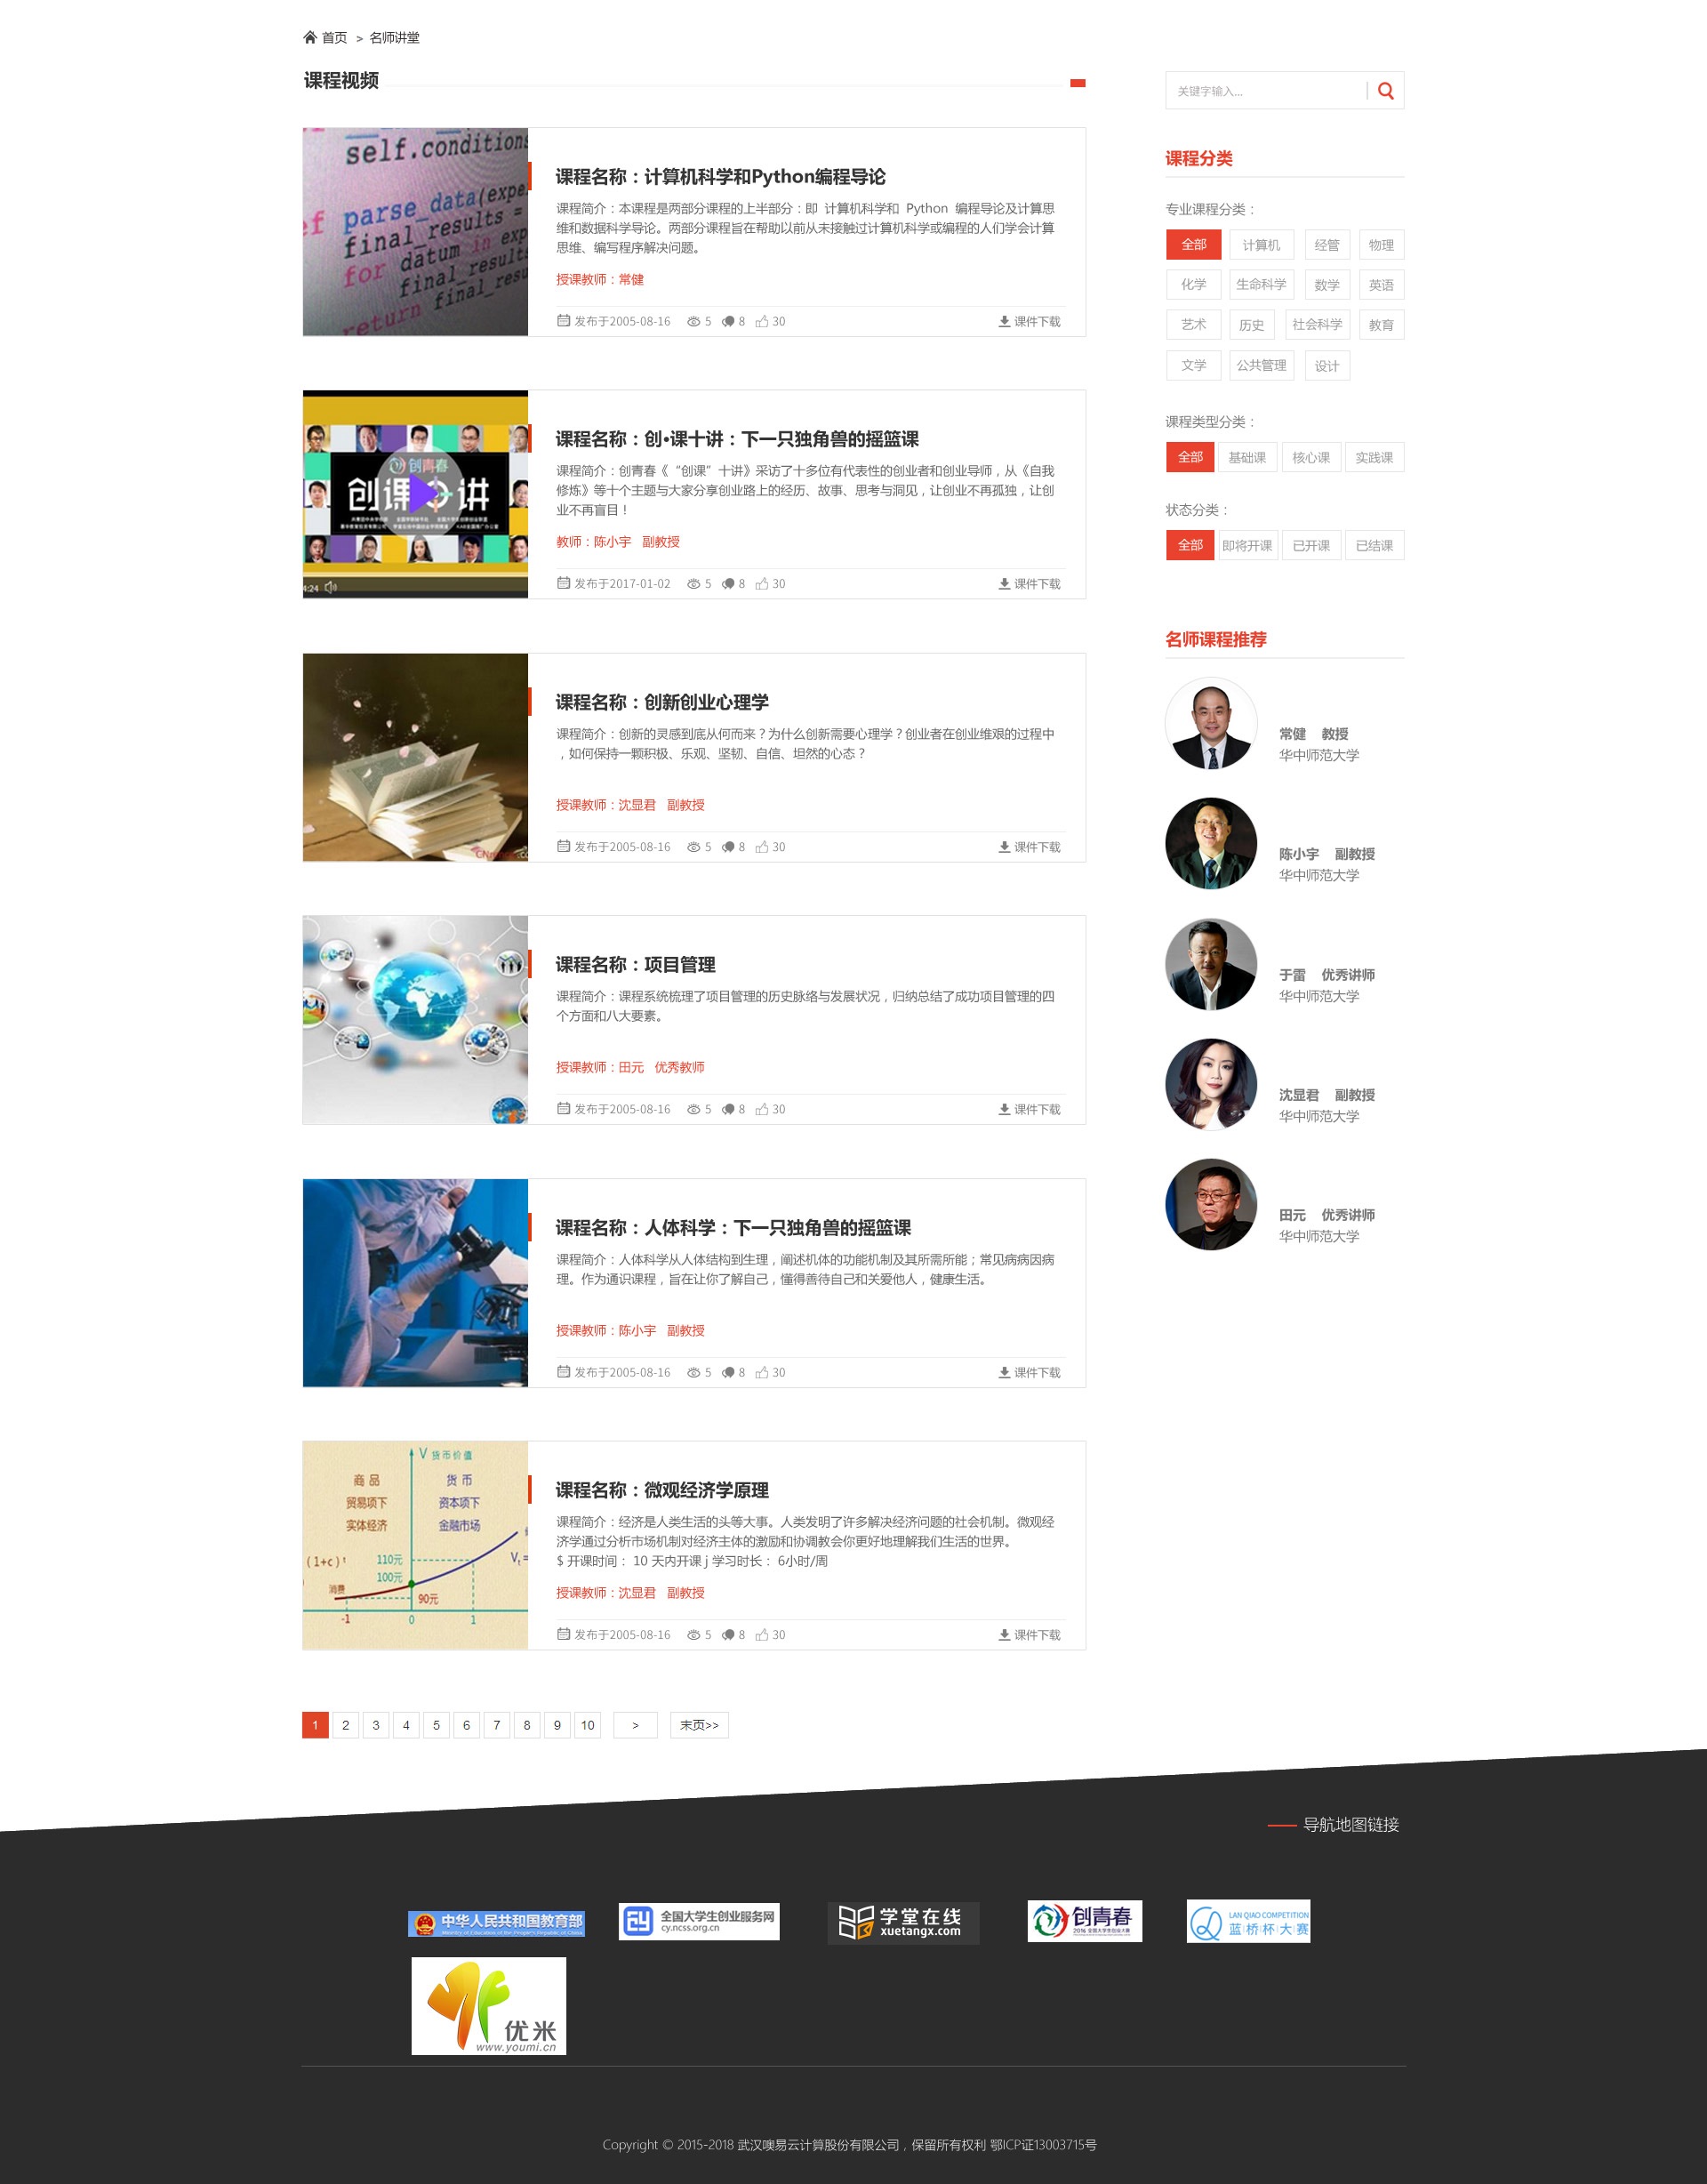 首页 > 名师讲堂
课程视频
self.conditions
parse_data(expe
final_results =
for datum in exp
final_results
return final_resu
课程名称：计算机科学和Python编程导论
课程简介：本课程是两部分课程的上半部分：即 计算机科学和 Python 编程导论及计算思
维和数据科学导论。两部分课程旨在帮助以前从未接触过计算机科学或编程的人们学会计算
思维、编写程序解决问题。
授课教师：常健
发布于2005-08-16 5 8 30 课件下载
创青春
创课 讲
4:24
课程名称：创•课十讲：下一只独角兽的摇篮课
课程简介：创青春《“创课”十讲》采访了十多位有代表性的创业者和创业导师，从《自我
修炼》等十个主题与大家分享创业路上的经历、故事、思考与洞见，让创业不再孤独，让创
业不再盲目！
教师：陈小宇 副教授
发布于2017-01-02 5 8 30 课件下载
课程名称：创新创业心理学
课程简介：创新的灵感到底从何而来？为什么创新需要心理学？创业者在创业维艰的过程中
，如何保持一颗积极、乐观、坚韧、自信、坦然的心态？
授课教师：沈显君 副教授
发布于2005-08-16 5 8 30 课件下载
课程名称：项目管理
课程简介：课程系统梳理了项目管理的历史脉络与发展状况，归纳总结了成功项目管理的四
个方面和八大要素。
授课教师：田元 优秀教师
发布于2005-08-16 5 8 30 课件下载
课程名称：人体科学：下一只独角兽的摇篮课
课程简介：人体科学从人体结构到生理，阐述机体的功能机制及其所需所能；常见病病因病
理。作为通识课程，旨在让你了解自己，懂得善待自己和关爱他人，健康生活。
授课教师：陈小宇 副教授
发布于2005-08-16 5 8 30 课件下载
V 货币价值
商品 货币
贸易项下 资本项下
实体经济 金融市场
(1+c)t 110元
100元
消费 90元
-1 0 1
课程名称：微观经济学原理
课程简介：经济是人类生活的头等大事。人类发明了许多解决经济问题的社会机制。微观经
济学通过分析市场机制对经济主体的激励和协调教会你更好地理解我们生活的世界。
$ 开课时间： 10 天内开课 j 学习时长： 6小时/周
授课教师：沈显君 副教授
发布于2005-08-16 5 8 30 课件下载
1 2 3 4 5 6 7 8 9 10 > 末页>>
关键字输入...
课程分类
专业课程分类：
全部 计算机 经管 物理
化学 生命科学 数学 英语
艺术 历史 社会科学 教育
文学 公共管理 设计
课程类型分类：
全部 基础课 核心课 实践课
状态分类：
全部 即将开课 已开课 已结课
名师课程推荐
常健 教授
华中师范大学
陈小宇 副教授
华中师范大学
于雷 优秀讲师
华中师范大学
沈显君 副教授
华中师范大学
田元 优秀讲师
华中师范大学
导航地图链接
中华人民共和国教育部
Ministry of Education of the People's Republic of China
全国大学生创业服务网
cy.ncss.org.cn
学堂在线
xuetangx.com
创青春
LAN QIAO COMPETITION
蓝桥杯大赛
优米
www.youmi.cn
Copyright © 2015-2018 武汉噢易云计算股份有限公司，保留所有权利 鄂ICP证13003715号